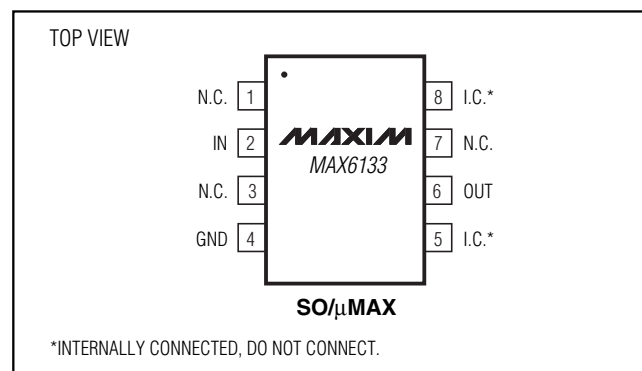 TOP VIEW
N.C. 1
8 I.C.*
IN 2
MAXIM
7 N.C.
MAX6133
N.C. 3
6 OUT
GND 4
5 I.C.*
SO/μMAX
*INTERNALLY CONNECTED, DO NOT CONNECT.